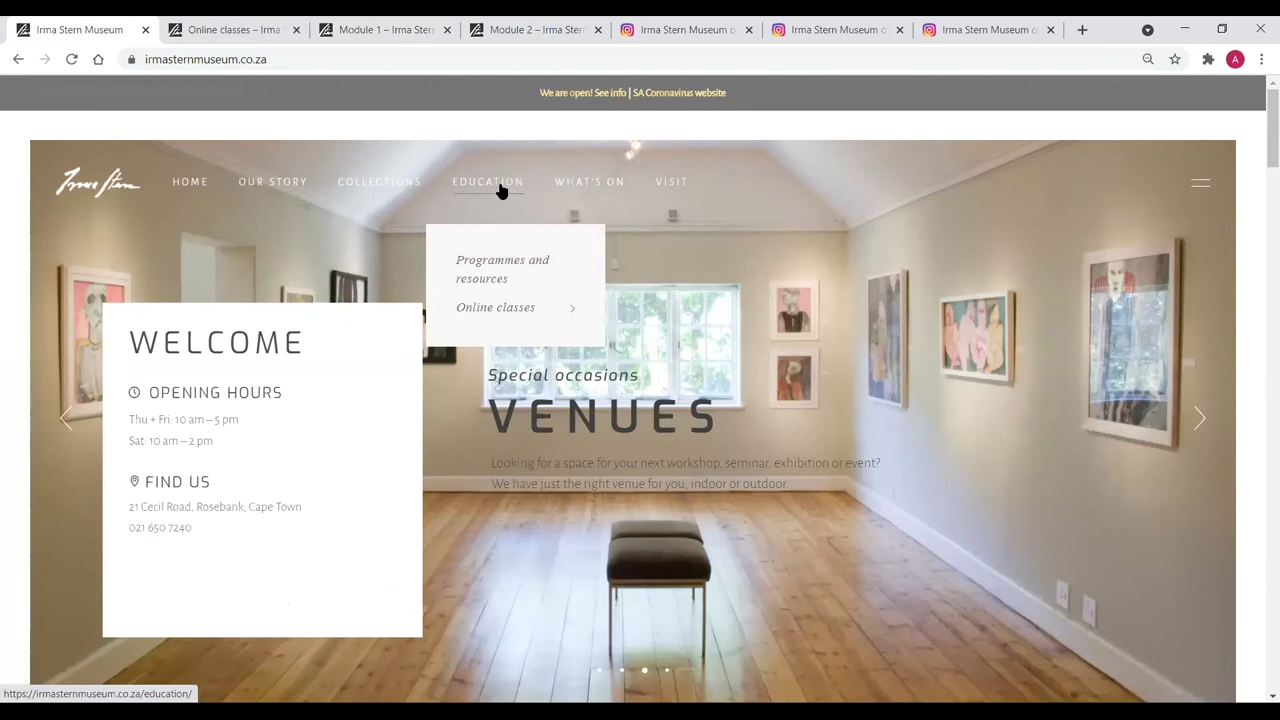 Irma Stern Museum
Online classes – Irma
Module 1 – Irma Stern
Module 2 – Irma Stern
Irma Stern Museum o
Irma Stern Museum o
Irma Stern Museum o
irmasternmuseum.co.za
A
We are open! See info | SA Coronavirus website
Irma Stern
HOME
OUR STORY
COLLECTIONS
EDUCATION
WHAT'S ON
VISIT
Programmes and
resources
Online classes
WELCOME
OPENING HOURS
Thu + Fri: 10 am – 5 pm
Sat: 10 am – 2 pm
FIND US
21 Cecil Road, Rosebank, Cape Town
021 650 7240
Special occasions
VENUES
Looking for a space for your next workshop, seminar, exhibition or event?
We have just the right venue for you, indoor or outdoor.
https://irmasternmuseum.co.za/education/